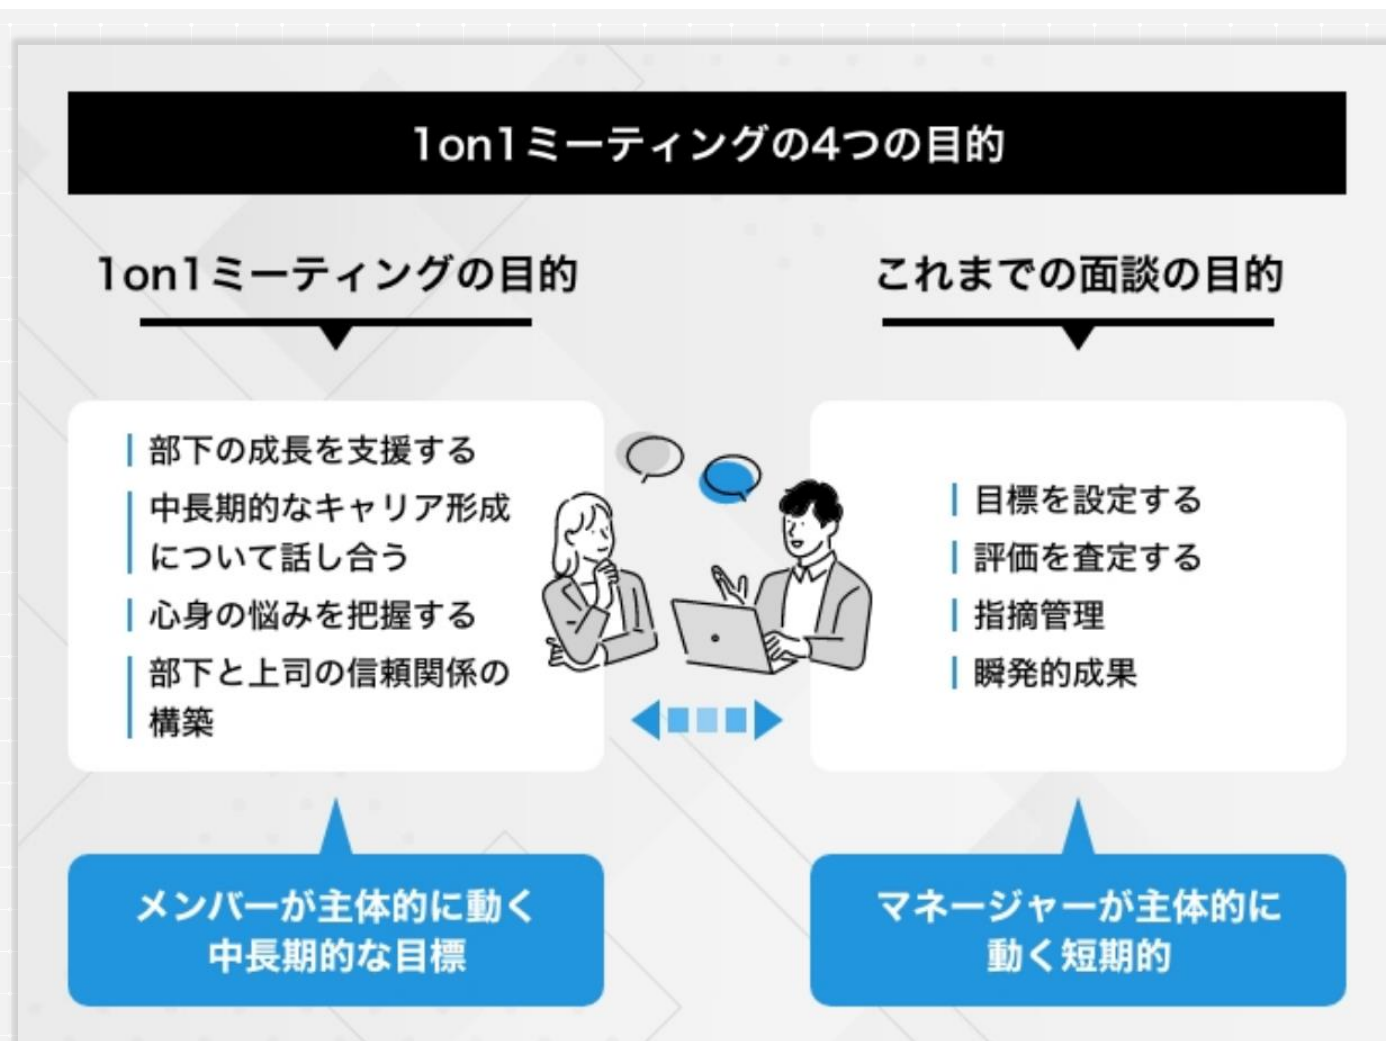 1on1ミーティングの4つの目的
1on1ミーティングの目的
部下の成長を支援する
中長期的なキャリア形成
について話し合う
心身の悩みを把握する
部下と上司の信頼関係の
構築
メンバーが主体的に動く
中長期的な目標
これまでの面談の目的
目標を設定する
評価を査定する
指摘管理
瞬発的成果
マネージャーが主体的に
動く短期的